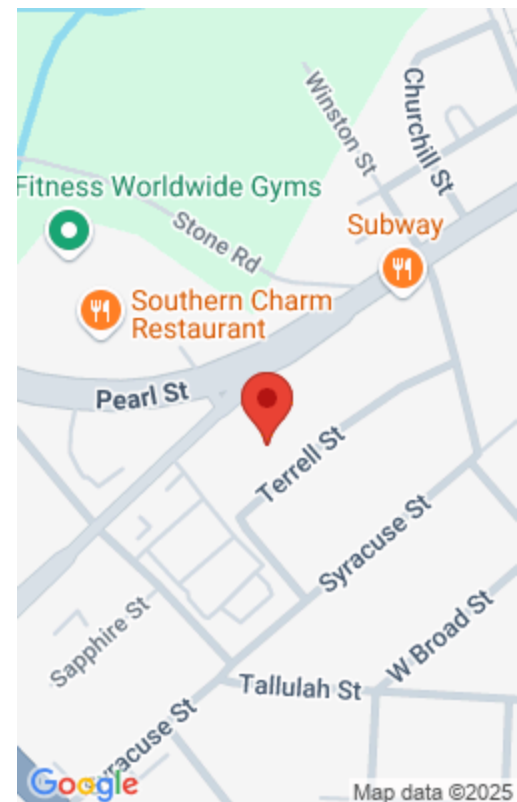 Winston St
Churchill St
Fitness Worldwide Gyms
Stone Rd
Subway
Southern Charm
Restaurant
Pearl St
Terrell St
Syracuse St
Sapphire St
W Broad St
Tallulah St
yracuse St
Google
Map data ©2025